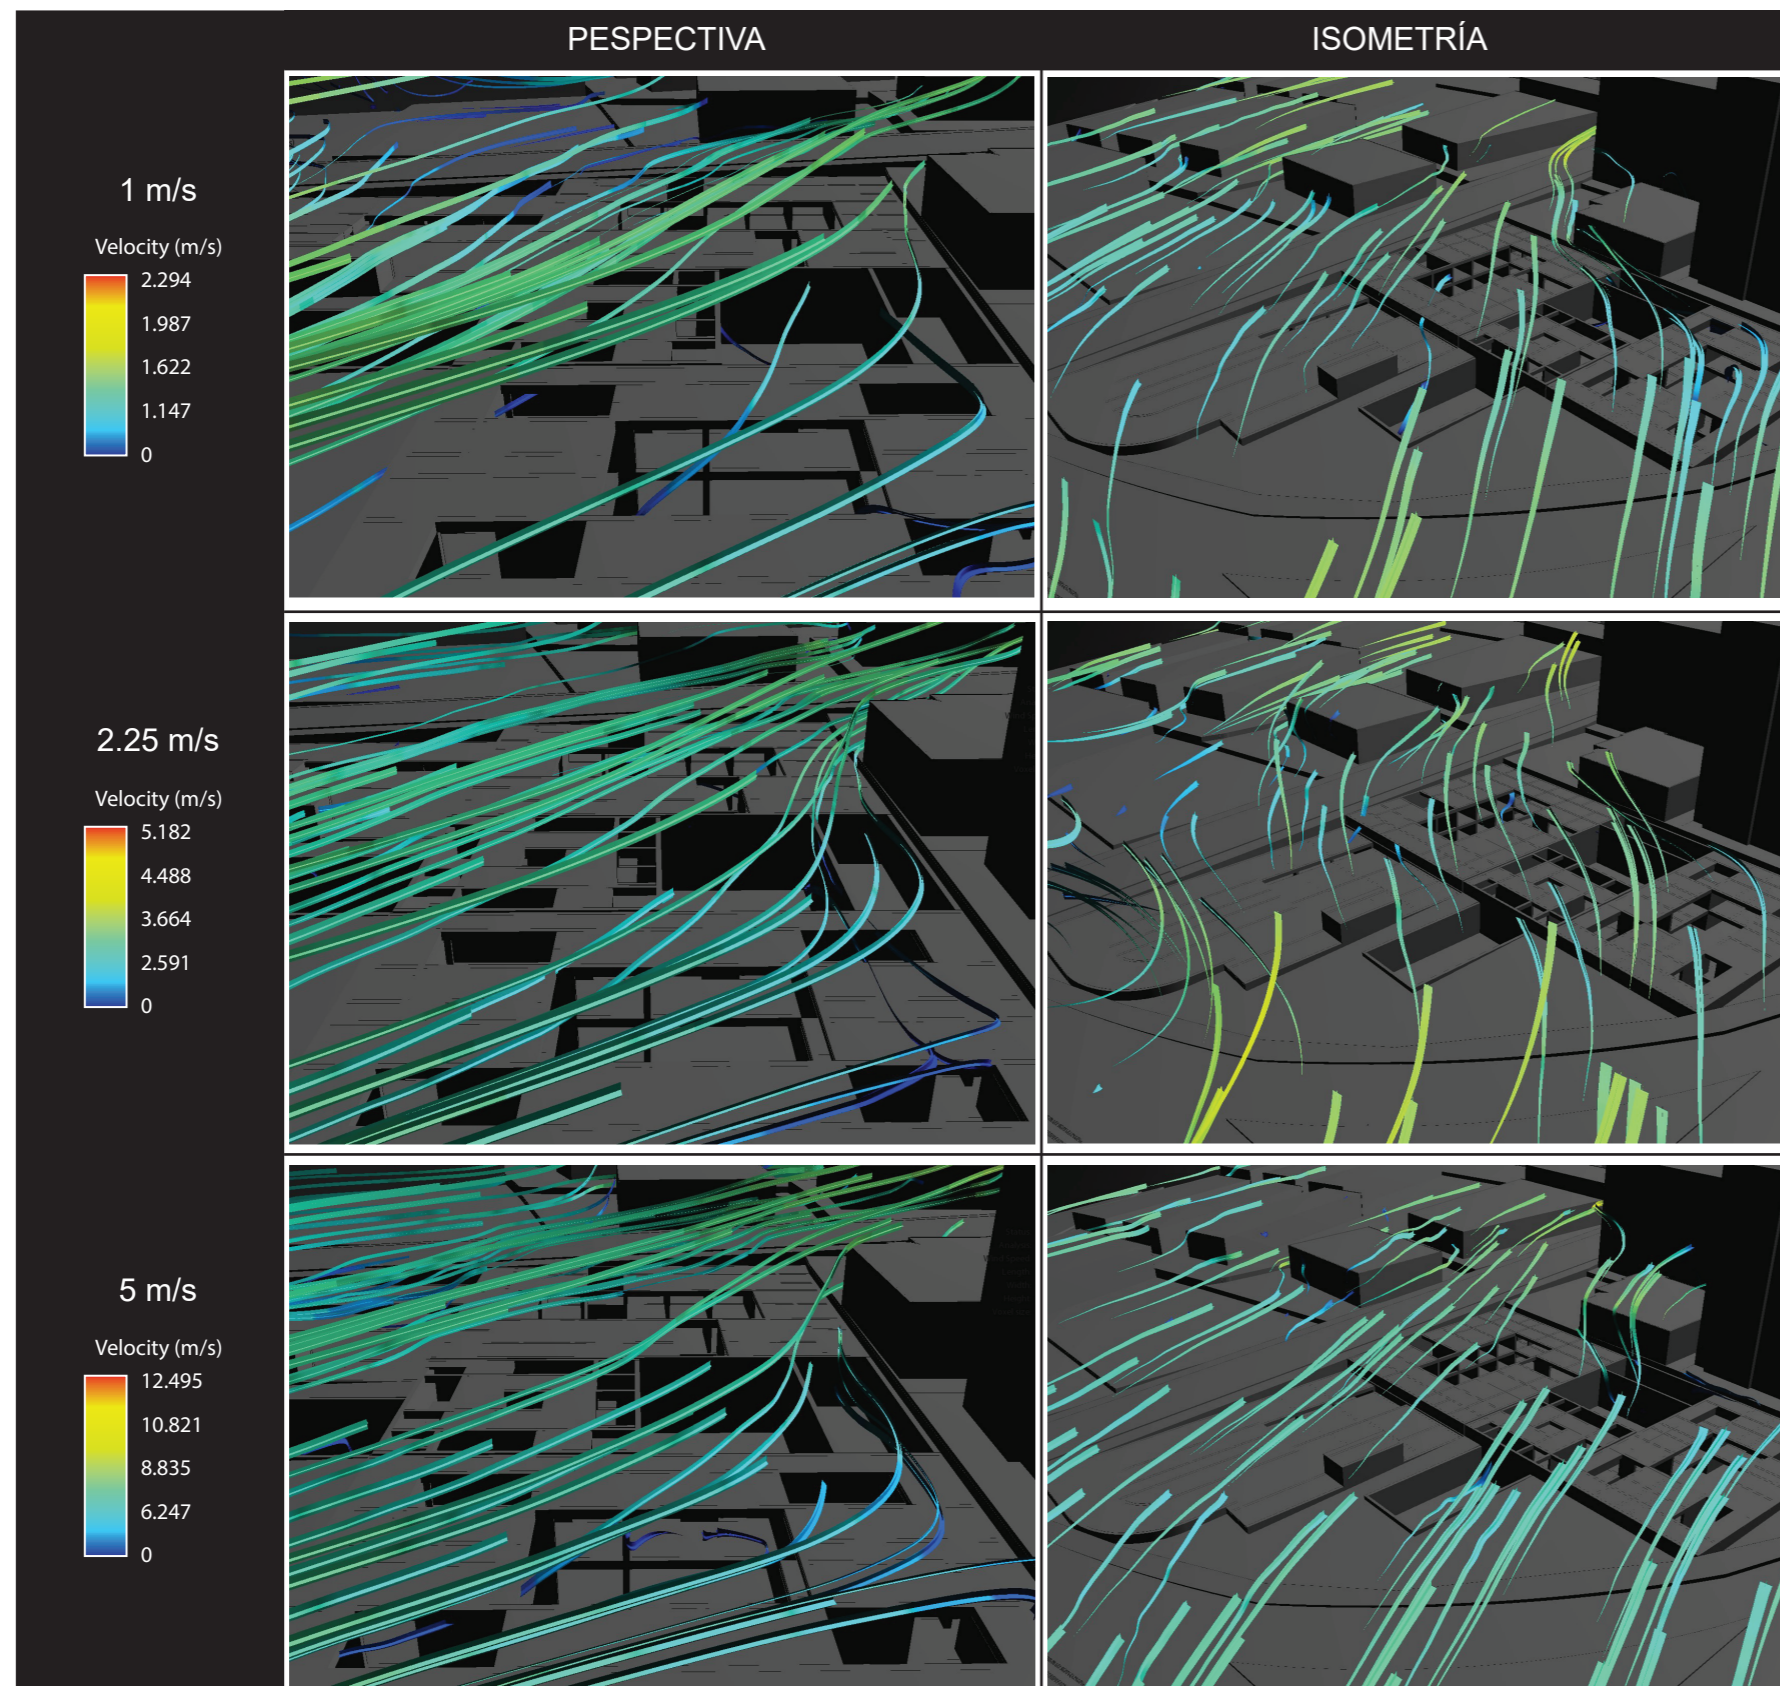 PESPECTIVA
ISOMETRÍA
1 m/s
Velocity (m/s)
2.294
1.987
1.622
1.147
0
2.25 m/s
Velocity (m/s)
5.182
4.488
3.664
2.591
0
5 m/s
Velocity (m/s)
12.495
10.821
8.835
6.247
0